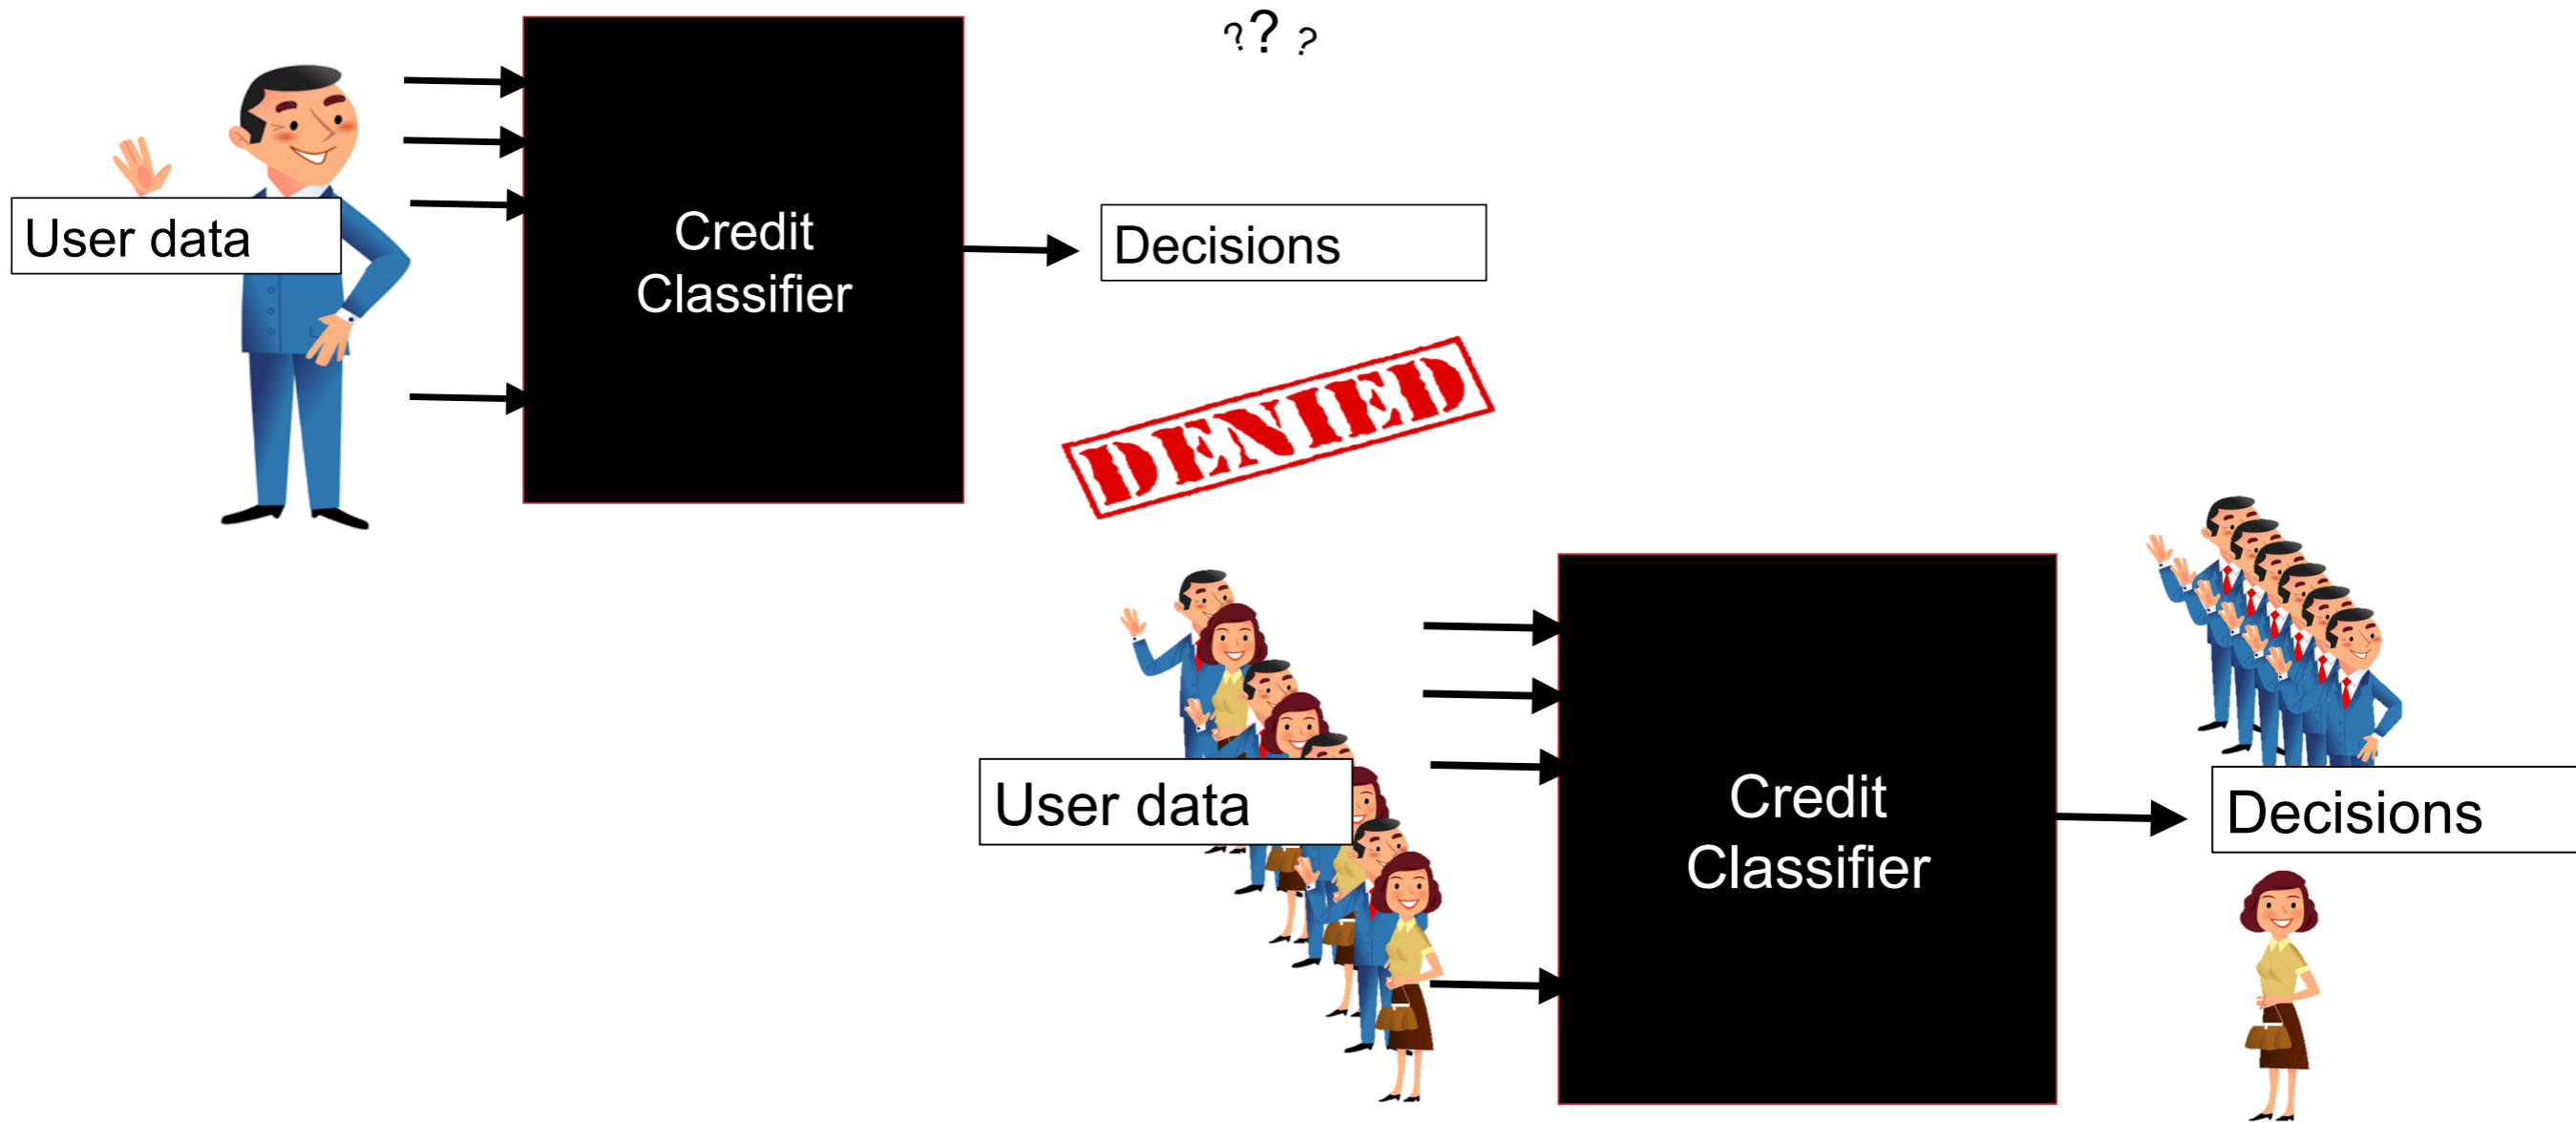 ???
User data
Credit
Classifier
Decisions
DENIED
User data
Credit
Classifier
Decisions